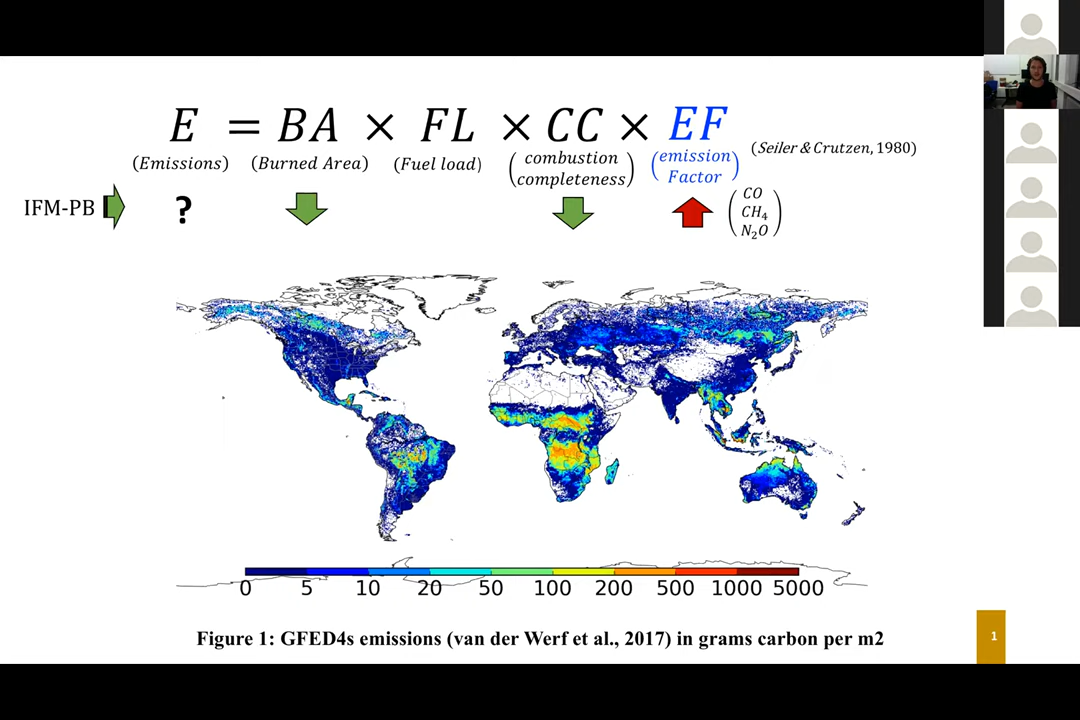 E = BA × FL × CC × EF
(Emissions) (Burned Area) (Fuel load) (combustion completeness) (emission Factor) (Seiler & Crutzen, 1980)
IFM-PB ? (CO CH₄ N₂O)
0 5 10 20 50 100 200 500 1000 5000
Figure 1: GFED4s emissions (van der Werf et al., 2017) in grams carbon per m2
1